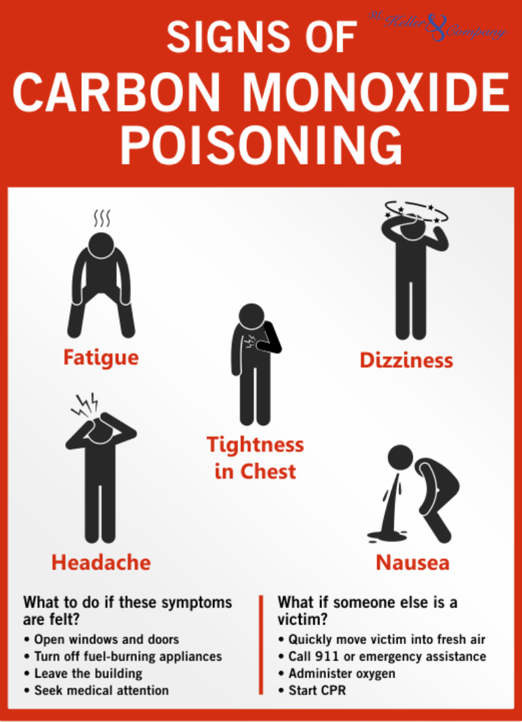 Keller & Company
SIGNS OF
CARBON MONOXIDE
POISONING
Fatigue
Dizziness
Tightness
in Chest
Headache
Nausea
What to do if these symptoms
are felt?
• Open windows and doors
• Turn off fuel-burning appliances
• Leave the building
• Seek medical attention
What if someone else is a
victim?
• Quickly move victim into fresh air
• Call 911 or emergency assistance
• Administer oxygen
• Start CPR